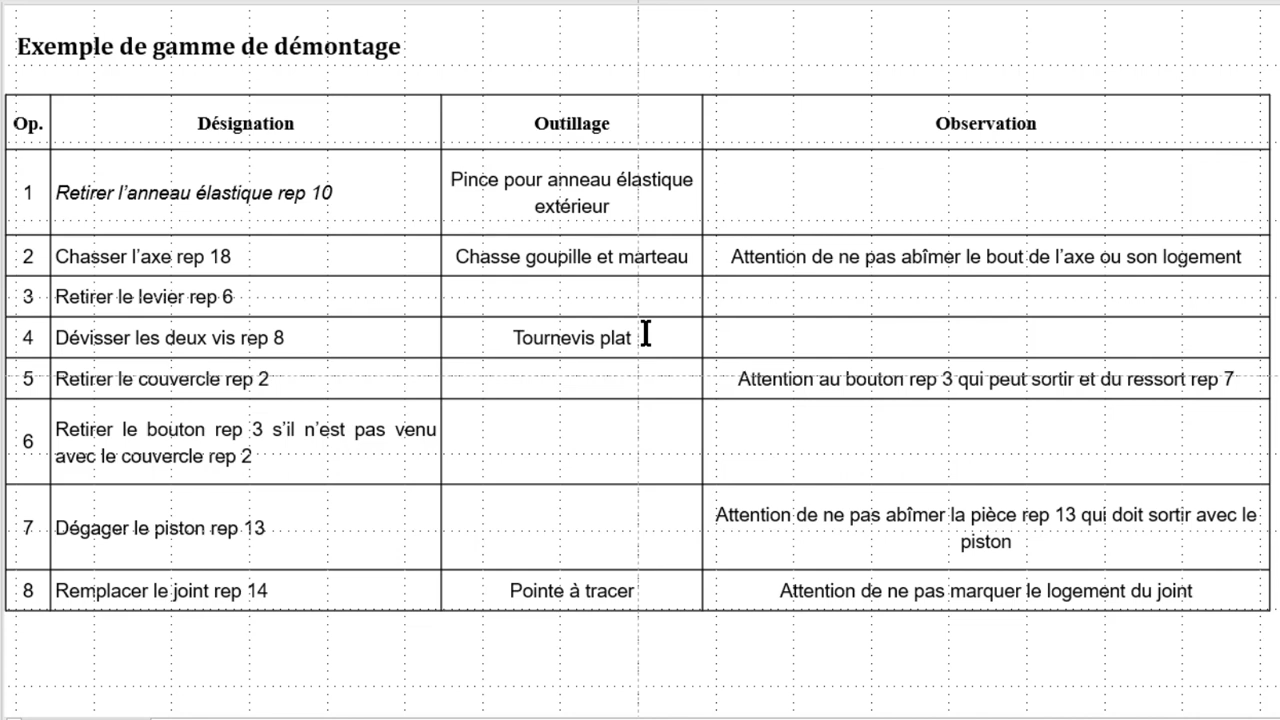 Exemple de gamme de démontage
Op. Désignation Outillage Observation
1 Retirer l'anneau élastique rep 10 Pince pour anneau élastique
extérieur
2 Chasser l'axe rep 18 Chasse goupille et marteau Attention de ne pas abîmer le bout de l'axe ou son logement
3 Retirer le levier rep 6
4 Dévisser les deux vis rep 8 Tournevis plat
5 Retirer le couvercle rep 2 Attention au bouton rep 3 qui peut sortir et du ressort rep 7
6 Retirer le bouton rep 3 s'il n'est pas venu
avec le couvercle rep 2
7 Dégager le piston rep 13 Attention de ne pas abîmer la pièce rep 13 qui doit sortir avec le
piston
8 Remplacer le joint rep 14 Pointe à tracer Attention de ne pas marquer le logement du joint